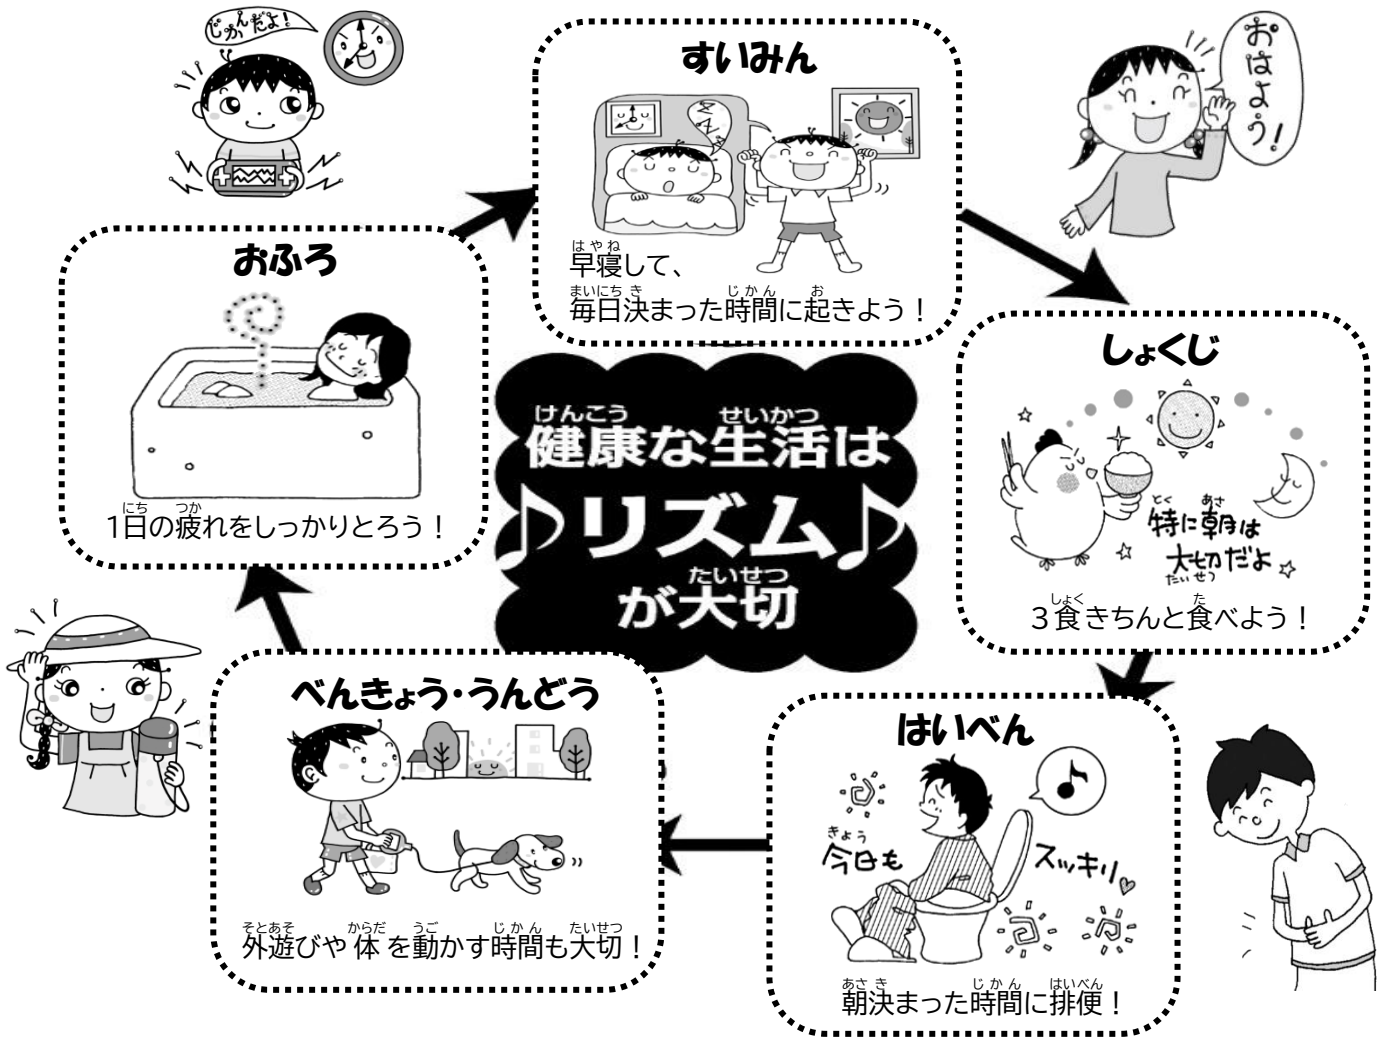 じかんだよ！
すいみん
早寝して、
毎日決まった時間に起きよう！
おはよう！
しょくじ
特に朝は
大切だよ
３食きちんと食べよう！
はいべん
今日も
スッキリ♡
朝決まった時間に排便！
べんきょう・うんどう
外遊びや体を動かす時間も大切！
おふろ
1日の疲れをしっかりとろう！
健康な生活は
♪リズム♪
が大切